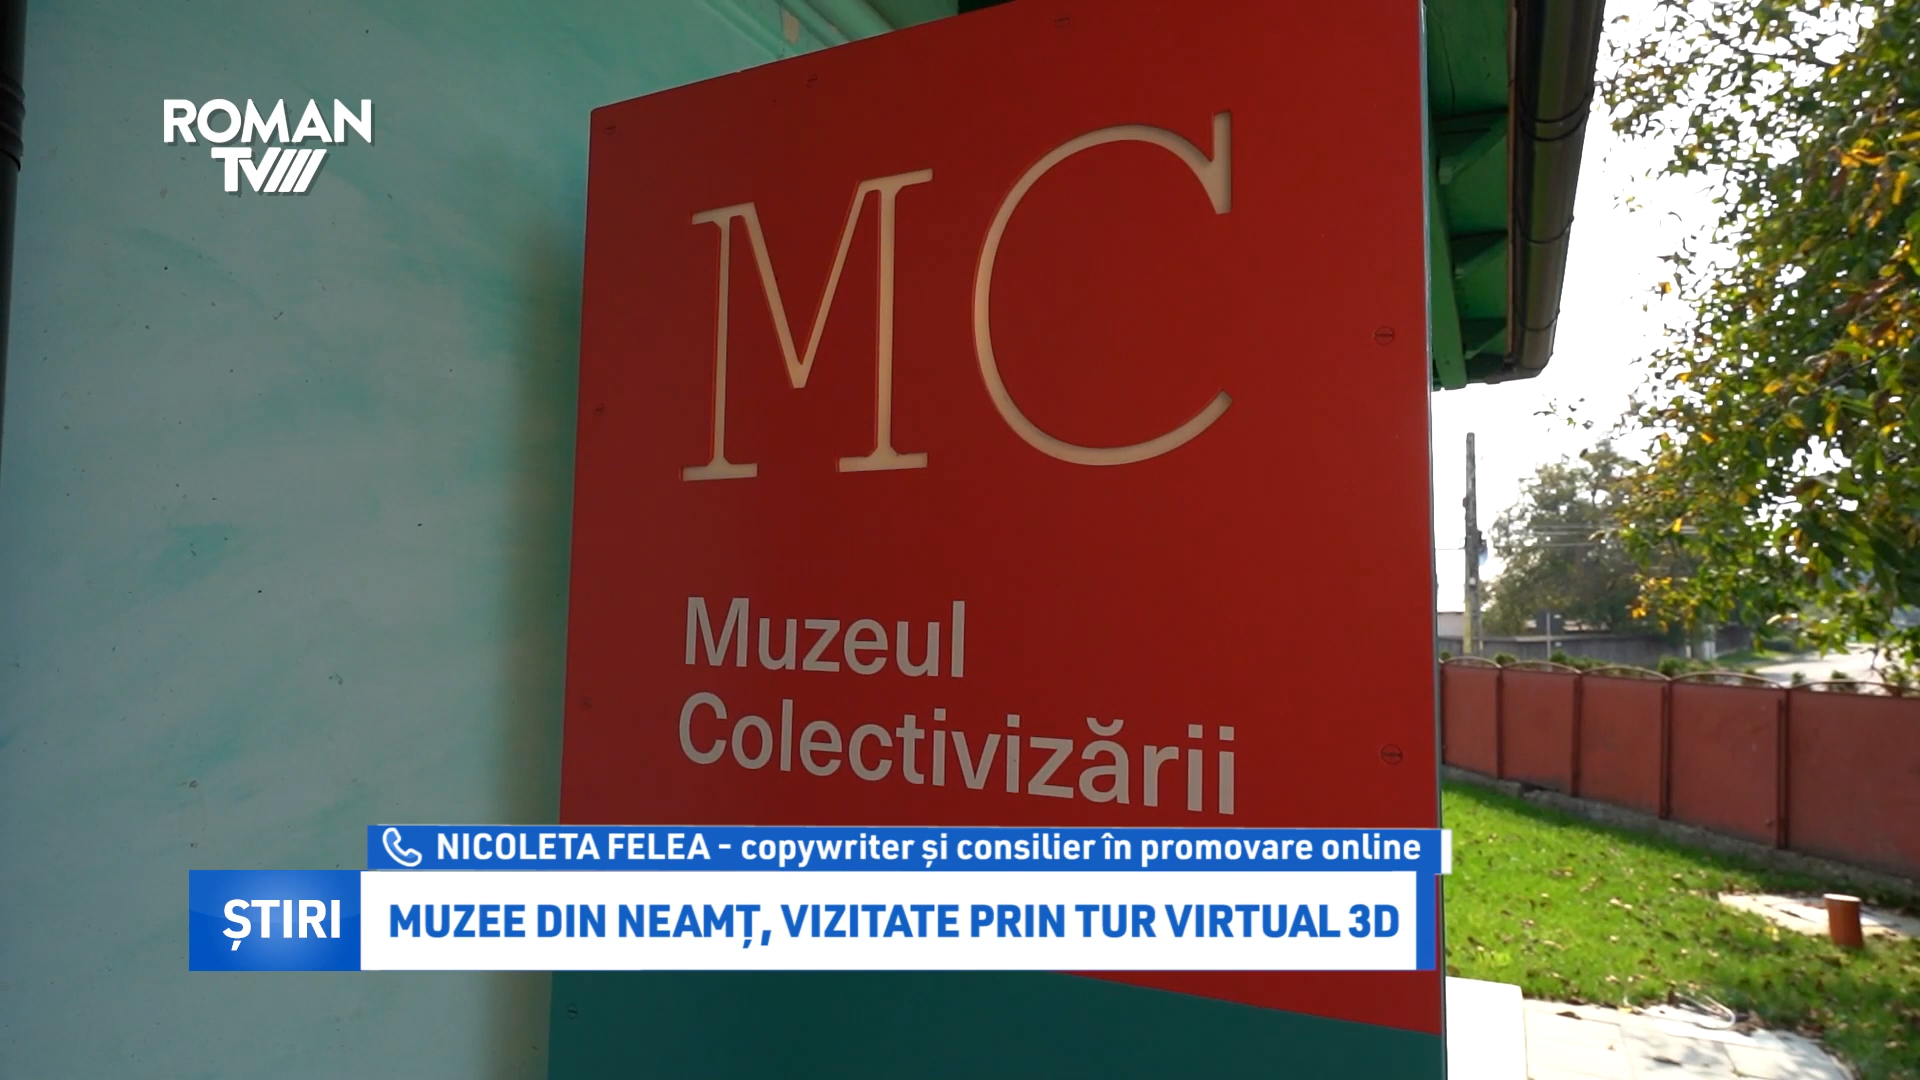 ROMAN
TV
MC
Muzeul
Colectivizării
NICOLETA FELEA - copywriter și consilier în promovare online
ȘTIRI
MUZEE DIN NEAMȚ, VIZITATE PRIN TUR VIRTUAL 3D